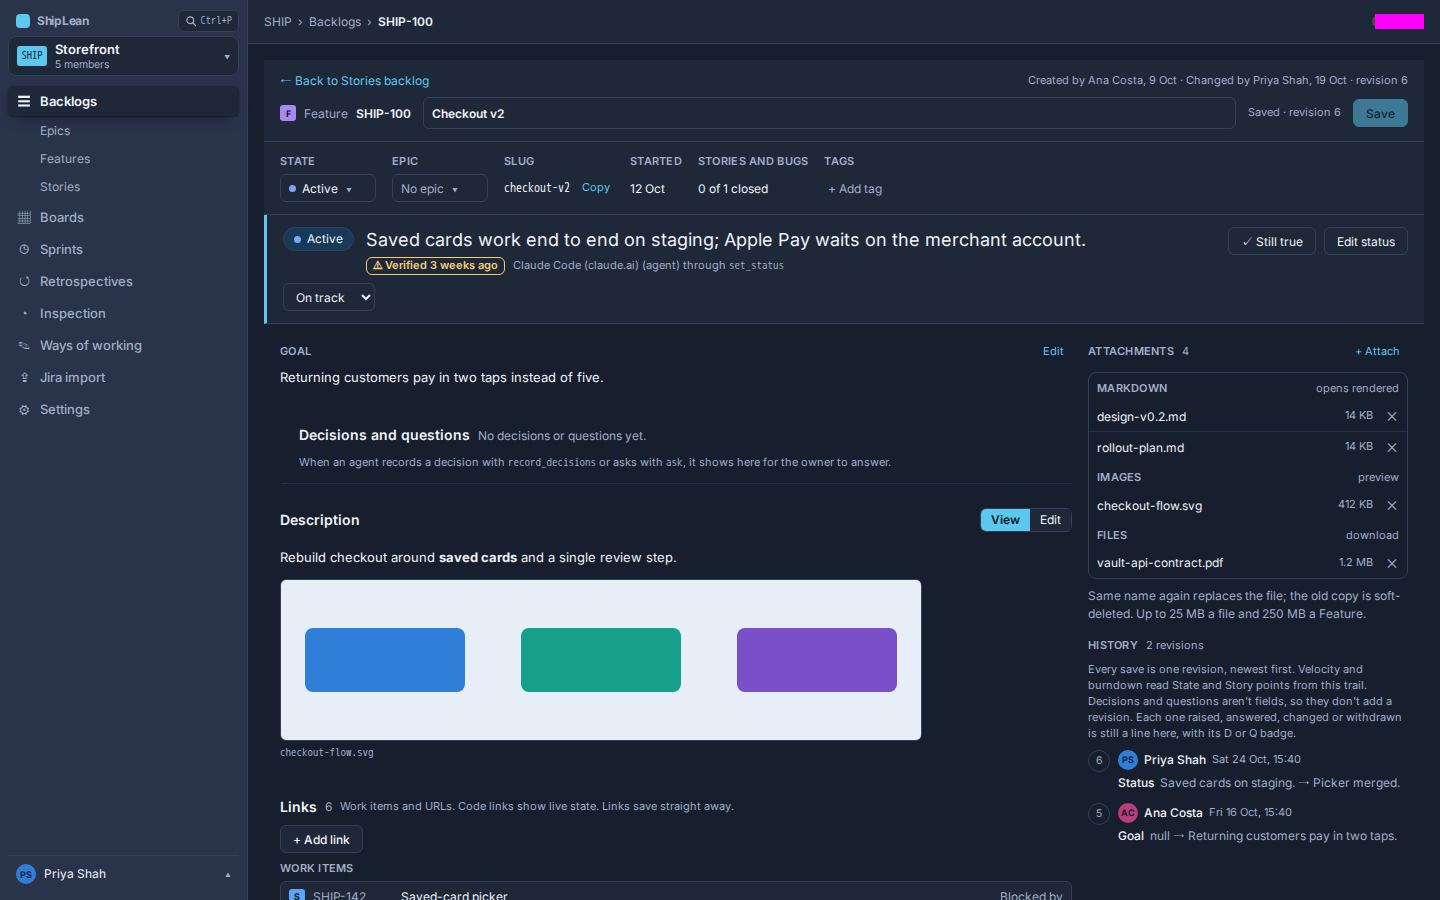 ShipLean
Ctrl+P
SHIP
Storefront
5 members
Backlogs
Epics
Features
Stories
Boards
Sprints
Retrospectives
Inspection
Ways of working
Jira import
Settings
PS Priya Shah
SHIP › Backlogs › SHIP-100
← Back to Stories backlog
Created by Ana Costa, 9 Oct · Changed by Priya Shah, 19 Oct · revision 6
F Feature SHIP-100 Checkout v2
Saved · revision 6
Save
STATE
Active
EPIC
No epic
SLUG
checkout-v2 Copy
STARTED
12 Oct
STORIES AND BUGS
0 of 1 closed
TAGS
+ Add tag
Active
Saved cards work end to end on staging; Apple Pay waits on the merchant account.
✓ Still true
Edit status
⚠ Verified 3 weeks ago Claude Code (claude.ai) (agent) through set_status
On track
GOAL
Edit
Returning customers pay in two taps instead of five.
Decisions and questions No decisions or questions yet.
When an agent records a decision with record_decisions or asks with ask, it shows here for the owner to answer.
Description
View
Edit
Rebuild checkout around saved cards and a single review step.
checkout-flow.svg
Links 6 Work items and URLs. Code links show live state. Links save straight away.
+ Add link
WORK ITEMS
S SHIP-142 Saved-card picker Blocked by
ATTACHMENTS 4
+ Attach
MARKDOWN opens rendered
design-v0.2.md 14 KB
rollout-plan.md 14 KB
IMAGES preview
checkout-flow.svg 412 KB
FILES download
vault-api-contract.pdf 1.2 MB
Same name again replaces the file; the old copy is soft-
deleted. Up to 25 MB a file and 250 MB a Feature.
HISTORY 2 revisions
Every save is one revision, newest first. Velocity and
burndown read State and Story points from this trail.
Decisions and questions aren't fields, so they don't add a
revision. Each one raised, answered, changed or withdrawn
is still a line here, with its D or Q badge.
6 PS Priya Shah Sat 24 Oct, 15:40
Status Saved cards on staging. → Picker merged.
5 AC Ana Costa Fri 16 Oct, 15:40
Goal null → Returning customers pay in two taps.